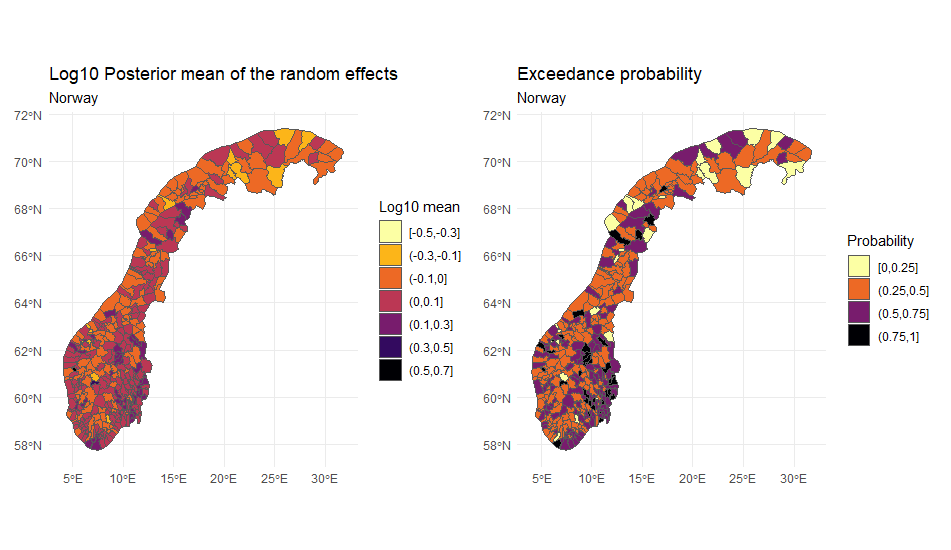 Log10 Posterior mean of the random effects
Norway
72°N
70°N
68°N
66°N
64°N
62°N
60°N
58°N
5°E
10°E
15°E
20°E
25°E
30°E
Log10 mean
[-0.5,-0.3]
(-0.3,-0.1]
(-0.1,0]
(0,0.1]
(0.1,0.3]
(0.3,0.5]
(0.5,0.7]
Exceedance probability
Norway
72°N
70°N
68°N
66°N
64°N
62°N
60°N
58°N
5°E
10°E
15°E
20°E
25°E
30°E
Probability
[0,0.25]
(0.25,0.5]
(0.5,0.75]
(0.75,1]